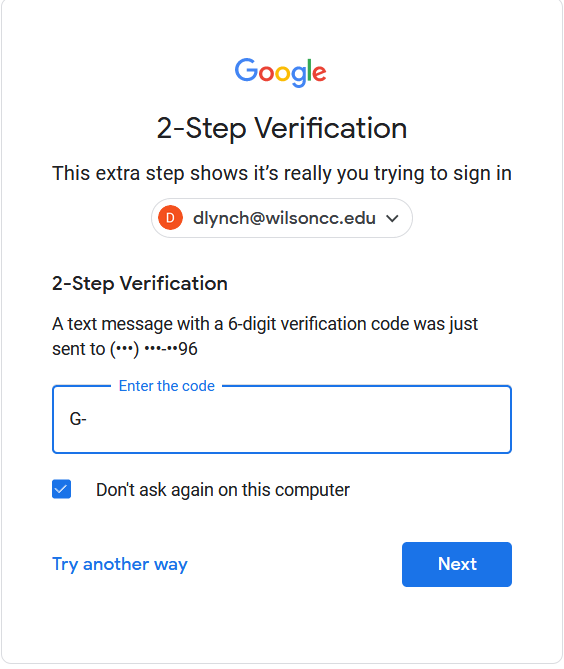 Google
2-Step Verification
This extra step shows it’s really you trying to sign in
D dlynch@wilsoncc.edu
2-Step Verification
A text message with a 6-digit verification code was just
sent to (•••) •••-••96
Enter the code
G-
Don't ask again on this computer
Try another way
Next